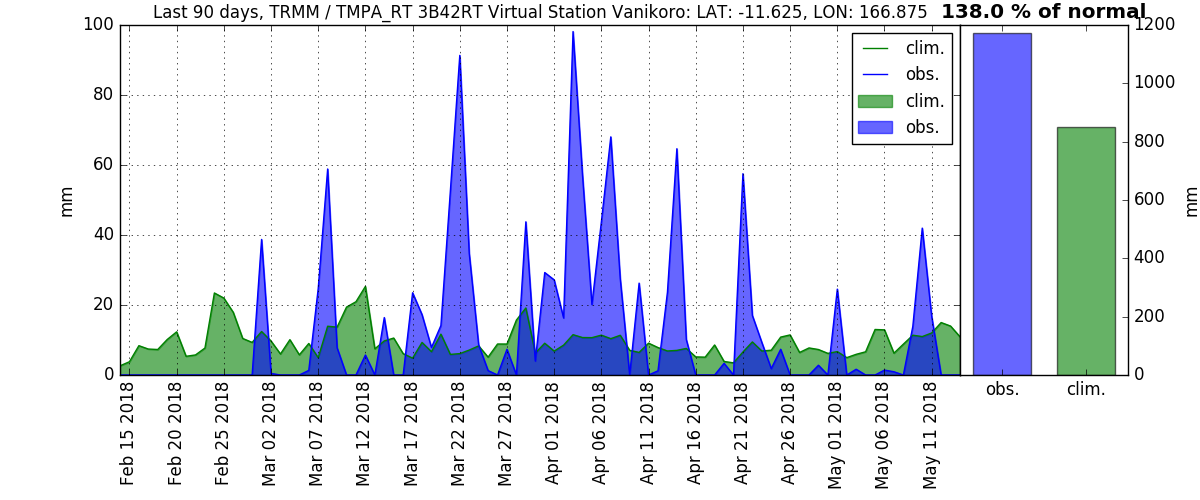 Last 90 days, TRMM / TMPA_RT 3B42RT Virtual Station Vanikoro: LAT: -11.625, LON: 166.875
138.0 % of normal
100
80
60
40
20
0
mm
clim.
obs.
clim.
obs.
Feb 15 2018
Feb 20 2018
Feb 25 2018
Mar 02 2018
Mar 07 2018
Mar 12 2018
Mar 17 2018
Mar 22 2018
Mar 27 2018
Apr 01 2018
Apr 06 2018
Apr 11 2018
Apr 16 2018
Apr 21 2018
Apr 26 2018
May 01 2018
May 06 2018
May 11 2018
1200
1000
800
600
400
200
0
mm
obs.
clim.